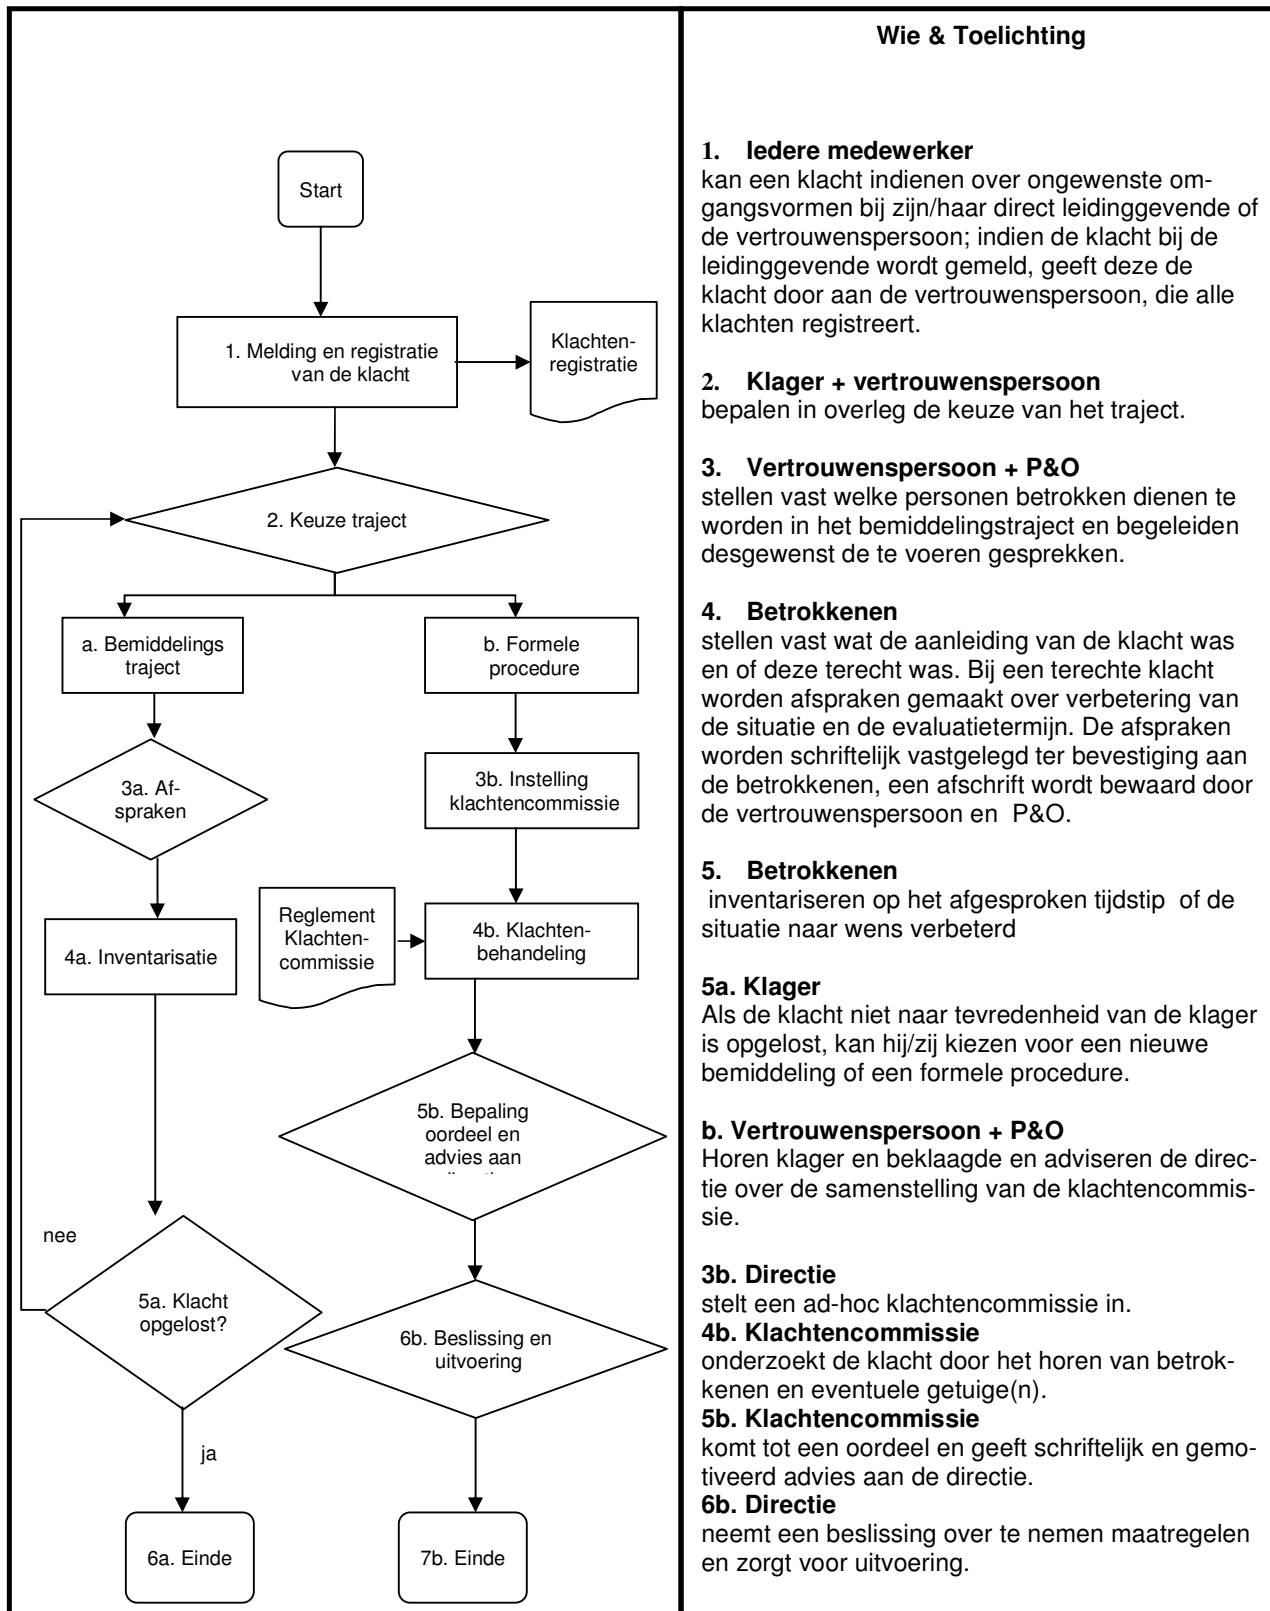 Wie & Toelichting
Start
1. Melding en registratie
van de klacht
Klachten-
registratie
2. Keuze traject
a. Bemiddelings
traject
b. Formele
procedure
3a. Af-
spraken
3b. Instelling
klachtencommissie
4a. Inventarisatie
Reglement
Klachten-
commissie
4b. Klachten-
behandeling
5b. Bepaling
oordeel en
advies aan
nee
5a. Klacht
opgelost?
6b. Beslissing en
uitvoering
ja
6a. Einde
7b. Einde
1. Iedere medewerker
kan een klacht indienen over ongewenste om-
gangsvormen bij zijn/haar direct leidinggevende of
de vertrouwenspersoon; indien de klacht bij de
leidinggevende wordt gemeld, geeft deze de
klacht door aan de vertrouwenspersoon, die alle
klachten registreert.
2. Klager + vertrouwenspersoon
bepalen in overleg de keuze van het traject.
3. Vertrouwenspersoon + P&O
stellen vast welke personen betrokken dienen te
worden in het bemiddelingstraject en begeleiden
desgewenst de te voeren gesprekken.
4. Betrokkenen
stellen vast wat de aanleiding van de klacht was
en of deze terecht was. Bij een terechte klacht
worden afspraken gemaakt over verbetering van
de situatie en de evaluatietermijn. De afspraken
worden schriftelijk vastgelegd ter bevestiging aan
de betrokkenen, een afschrift wordt bewaard door
de vertrouwenspersoon en P&O.
5. Betrokkenen
inventariseren op het afgesproken tijdstip of de
situatie naar wens verbeterd
5a. Klager
Als de klacht niet naar tevredenheid van de klager
is opgelost, kan hij/zij kiezen voor een nieuwe
bemiddeling of een formele procedure.
b. Vertrouwenspersoon + P&O
Horen klager en beklaagde en adviseren de direc-
tie over de samenstelling van de klachtencommis-
sie.
3b. Directie
stelt een ad-hoc klachtencommissie in.
4b. Klachtencommissie
onderzoekt de klacht door het horen van betrok-
kenen en eventuele getuige(n).
5b. Klachtencommissie
komt tot een oordeel en geeft schriftelijk en gemo-
tiveerd advies aan de directie.
6b. Directie
neemt een beslissing over te nemen maatregelen
en zorgt voor uitvoering.